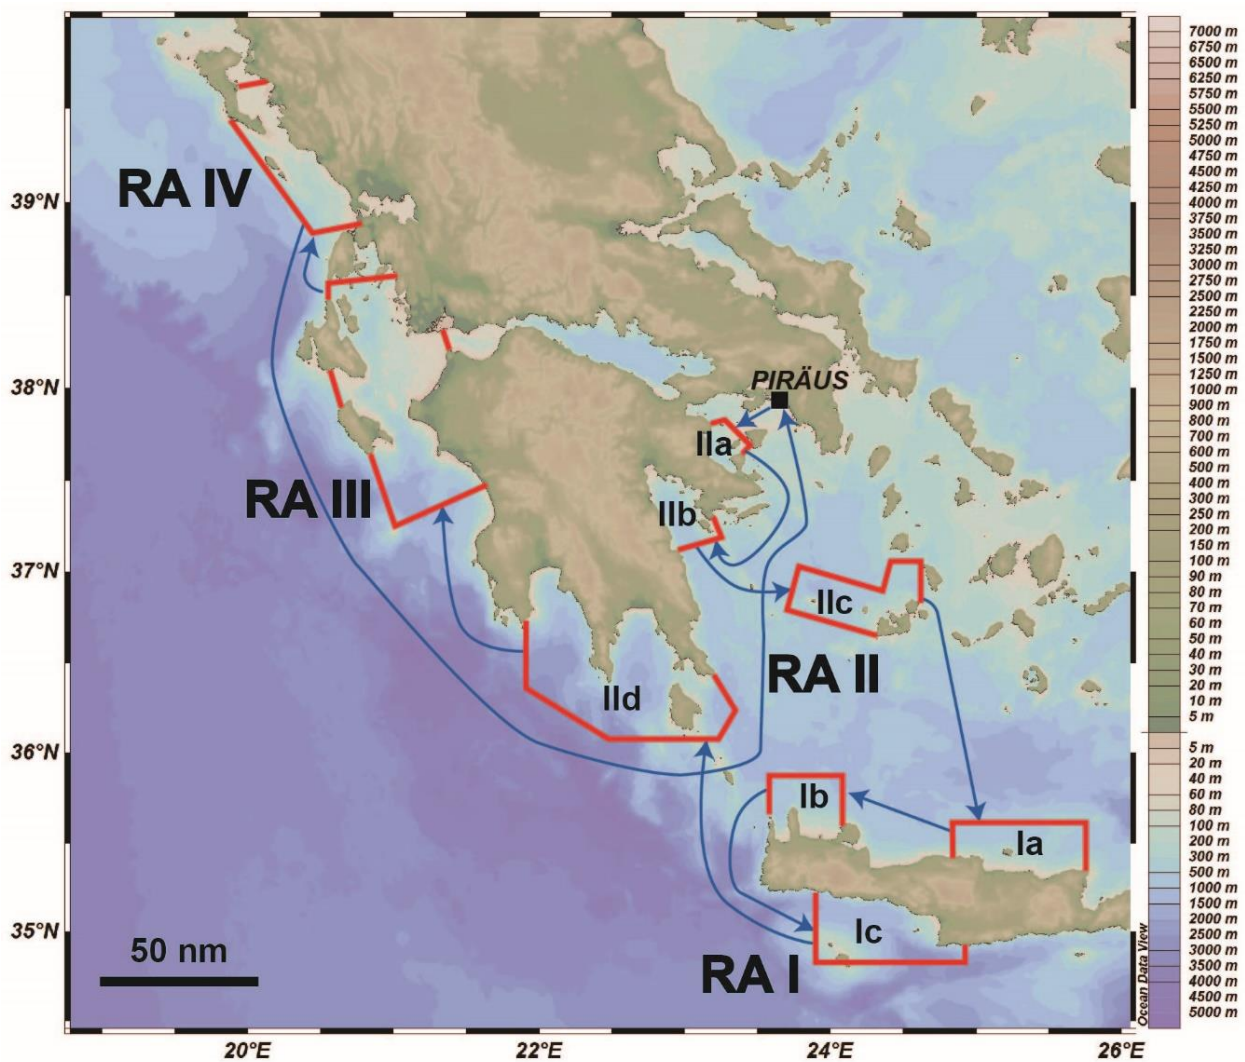 39°N
38°N
37°N
36°N
35°N
20°E
22°E
24°E
26°E
RA IV
RA III
PIRÄUS
IIa
IIb
IIc
RA II
IId
Ib
Ia
Ic
RA I
50 nm
Ocean Data View
7000 m
6750 m
6500 m
6250 m
5750 m
5500 m
5250 m
5000 m
4750 m
4500 m
4250 m
4000 m
3750 m
3500 m
3250 m
3000 m
2750 m
2500 m
2250 m
2000 m
1750 m
1500 m
1250 m
1000 m
900 m
800 m
700 m
600 m
500 m
400 m
300 m
250 m
200 m
150 m
100 m
90 m
80 m
70 m
60 m
50 m
40 m
30 m
20 m
10 m
5 m
5 m
20 m
40 m
60 m
80 m
100 m
200 m
300 m
500 m
1000 m
1500 m
2000 m
2500 m
3000 m
3500 m
4000 m
4500 m
5000 m